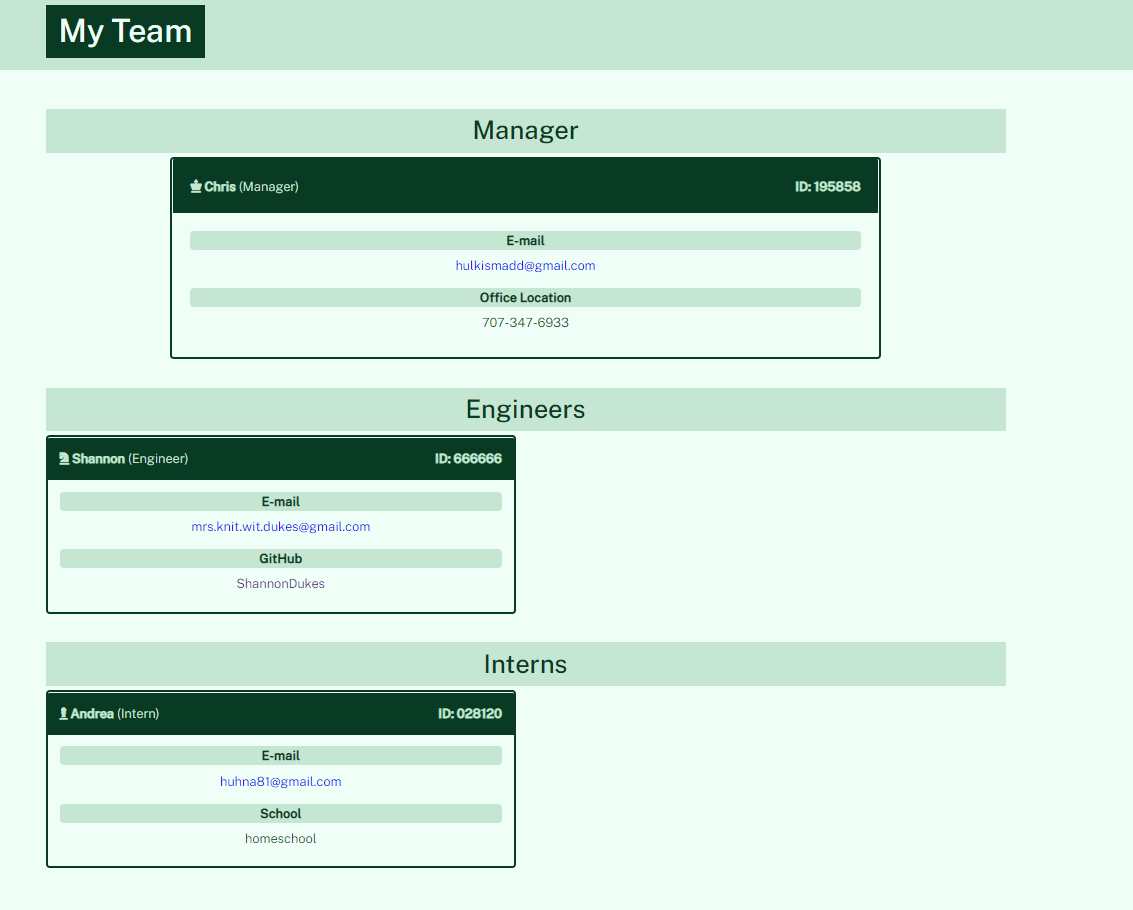 My Team
Manager
Chris (Manager) ID: 195858
E-mail
hulkismadd@gmail.com
Office Location
707-347-6933
Engineers
Shannon (Engineer) ID: 666666
E-mail
mrs.knit.wit.dukes@gmail.com
GitHub
ShannonDukes
Interns
Andrea (Intern) ID: 028120
E-mail
huhna81@gmail.com
School
homeschool